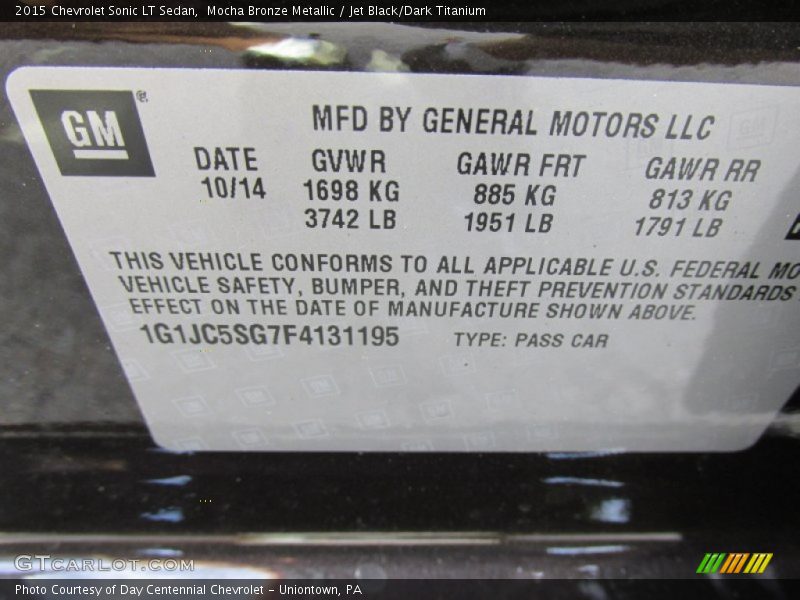 2015 Chevrolet Sonic LT Sedan, Mocha Bronze Metallic / Jet Black/Dark Titanium
GM®
MFD BY GENERAL MOTORS LLC
DATE GVWR GAWR FRT GAWR RR
10/14 1698 KG 885 KG 813 KG
3742 LB 1951 LB 1791 LB
THIS VEHICLE CONFORMS TO ALL APPLICABLE U.S. FEDERAL MO
VEHICLE SAFETY, BUMPER, AND THEFT PREVENTION STANDARDS
EFFECT ON THE DATE OF MANUFACTURE SHOWN ABOVE.
1G1JC5SG7F4131195 TYPE: PASS CAR
GTCARLOT.COM
Photo Courtesy of Day Centennial Chevrolet - Uniontown, PA